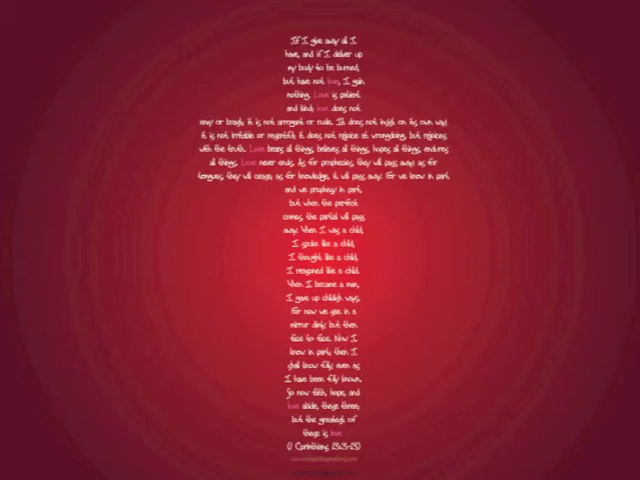 If I give away all I
have, and if I deliver up
my body to be burned,
but have not love, I gain
nothing. Love is patient
and kind; love does not
envy or boast; it is not arrogant or rude. It does not insist on its own way;
it is not irritable or resentful; it does not rejoice at wrongdoing, but rejoices
with the truth. Love bears all things, believes all things, hopes all things, endures
all things. Love never ends. As for prophecies, they will pass away; as for
tongues, they will cease; as for knowledge, it will pass away. For we know in part
and we prophesy in part,
but when the perfect
comes, the partial will pass
away. When I was a child,
I spoke like a child,
I thought like a child,
I reasoned like a child.
When I became a man,
I gave up childish ways.
For now we see in a
mirror dimly, but then
face to face. Now I
know in part; then I
shall know fully, even as
I have been fully known.
So now faith, hope, and
love abide, these three;
but the greatest of
these is love
(1 Corinthians 13:3-13)